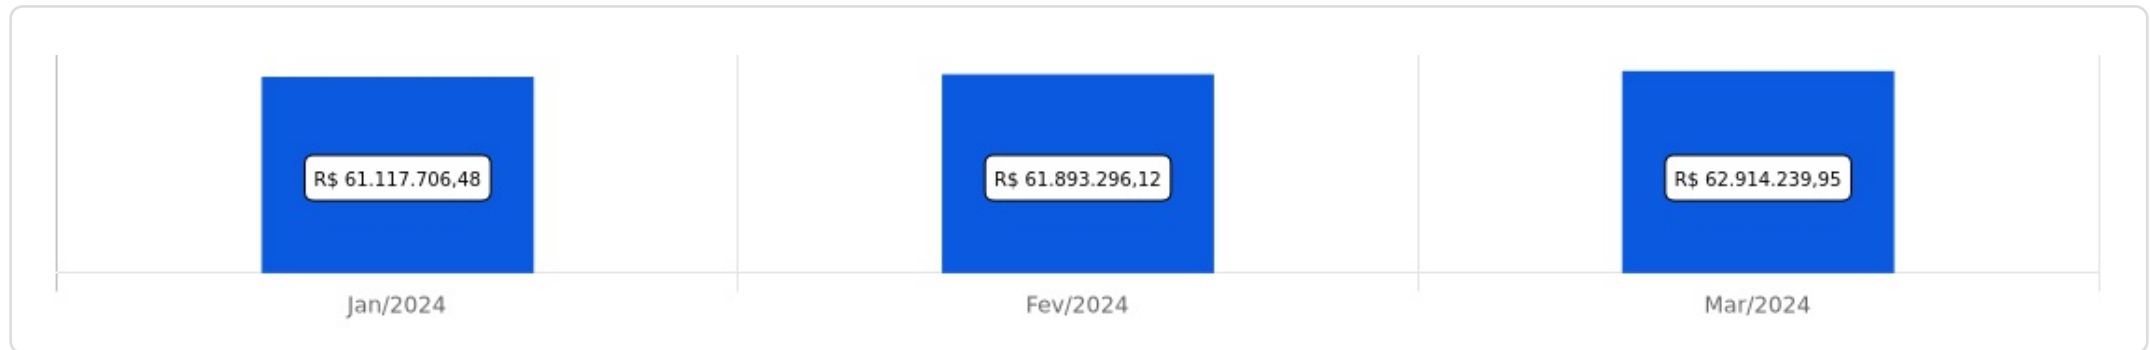 R$ 61.117.706,48
R$ 61.893.296,12
R$ 62.914.239,95
Jan/2024
Fev/2024
Mar/2024